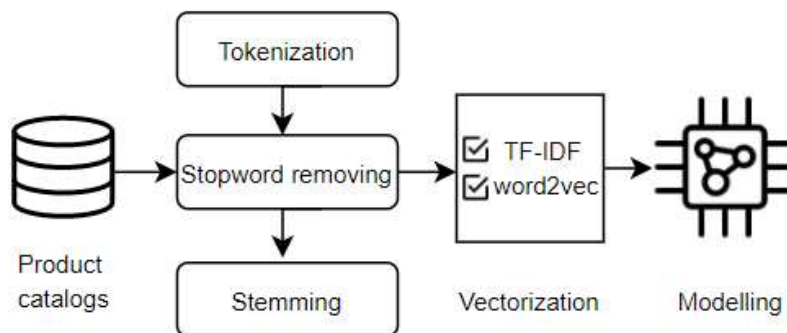 Tokenization
Stopword removing
Stemming
TF-IDF
word2vec
Product
catalogs
Vectorization
Modelling